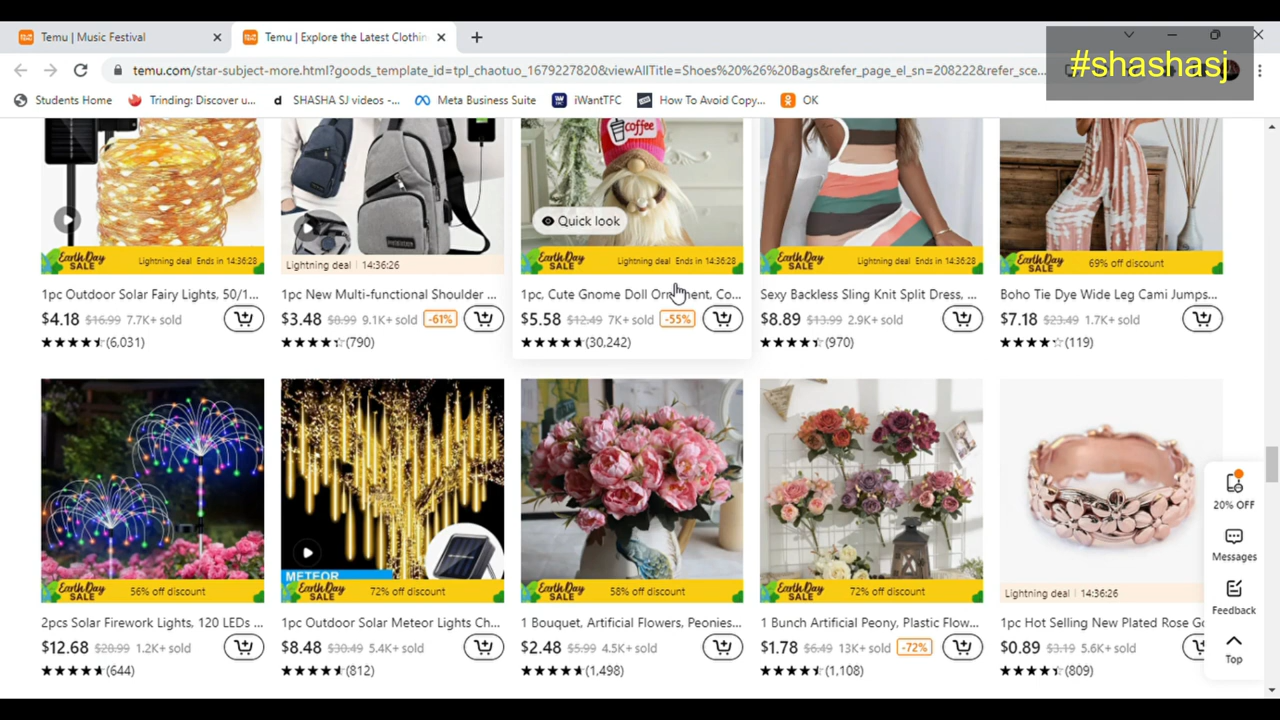 Temu | Music Festival
Temu | Explore the Latest Clothin
#shashasj
temu.com/star-subject-more.html?goods_template_id=tpl_chaotuo_1679227820&viewAllTitle=Shoes%20%26%20Bags&refer_page_el_sn=208222&refer_sce...
Students Home
Trinding: Discover u...
d SHASHA SJ videos -...
Meta Business Suite
iWantTFC
How To Avoid Copy...
OK
coffee
Quick look
Earth Day SALE Lightning deal Ends in 14:36:28
Lightning deal | 14:36:26
Earth Day SALE Lightning deal Ends in 14:36:28
Earth Day SALE Lightning deal Ends in 14:36:28
Earth Day SALE 69% off discount
1pc Outdoor Solar Fairy Lights, 50/1...
1pc New Multi-functional Shoulder ...
1pc, Cute Gnome Doll Ornament, Co...
Sexy Backless Sling Knit Split Dress, ...
Boho Tie Dye Wide Leg Cami Jumps...
$4.18 $16.99 7.7K+ sold
$3.48 $8.99 9.1K+ sold -61%
$5.58 $12.49 7K+ sold -55%
$8.89 $13.99 2.9K+ sold
$7.18 $23.49 1.7K+ sold
(6,031)
(790)
(30,242)
(970)
(119)
METEOR
Earth Day SALE 56% off discount
Earth Day SALE 72% off discount
Earth Day SALE 58% off discount
Earth Day SALE 72% off discount
Lightning deal | 14:36:26
2pcs Solar Firework Lights, 120 LEDs ...
1pc Outdoor Solar Meteor Lights Ch...
1 Bouquet, Artificial Flowers, Peonies...
1 Bunch Artificial Peony, Plastic Flow...
1pc Hot Selling New Plated Rose Go
$12.68 $28.99 1.2K+ sold
$8.48 $30.49 5.4K+ sold
$2.48 $5.99 4.5K+ sold
$1.78 $6.49 13K+ sold -72%
$0.89 $3.19 5.6K+ sold
(644)
(812)
(1,498)
(1,108)
(809)
20% OFF
Messages
Feedback
Top